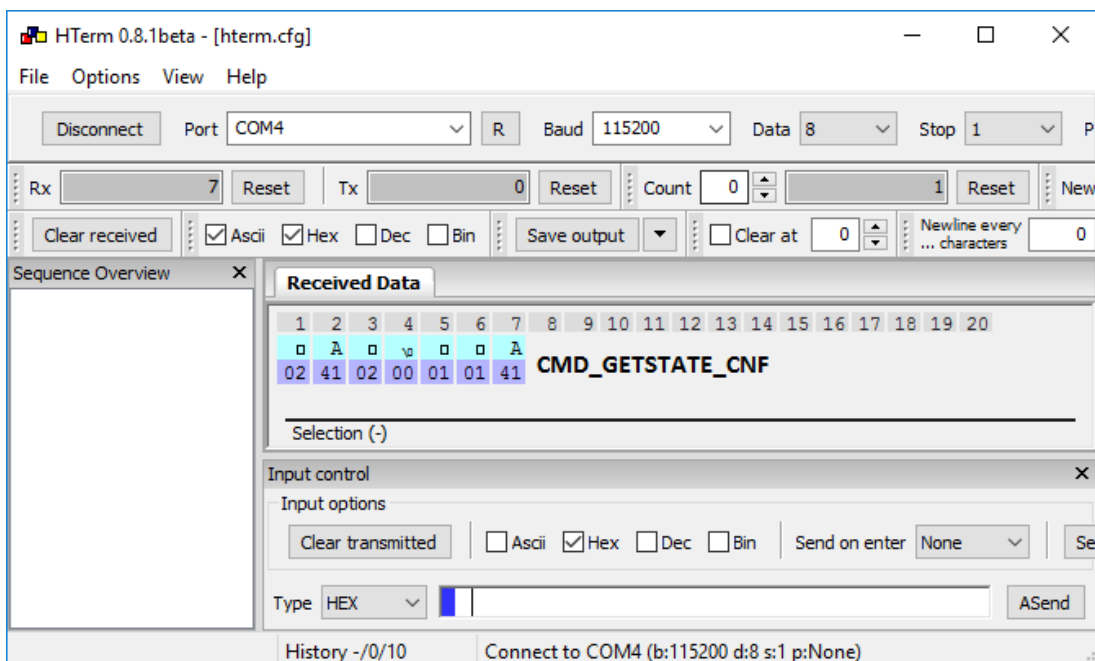 HTerm 0.8.1beta - [hterm.cfg]
File Options View Help
Disconnect Port COM4 R Baud 115200 Data 8 Stop 1 P
Rx 7 Reset Tx 0 Reset Count 0 1 Reset New
Clear received Ascii Hex Dec Bin Save output Clear at 0 Newline every ... characters 0
Sequence Overview
Received Data
1 2 3 4 5 6 7 8 9 10 11 12 13 14 15 16 17 18 19 20
A \0 A
02 41 02 00 01 01 41 CMD_GETSTATE_CNF
Selection (-)
Input control
Input options
Clear transmitted Ascii Hex Dec Bin Send on enter None Se
Type HEX ASend
History -/0/10 Connect to COM4 (b:115200 d:8 s:1 p:None)